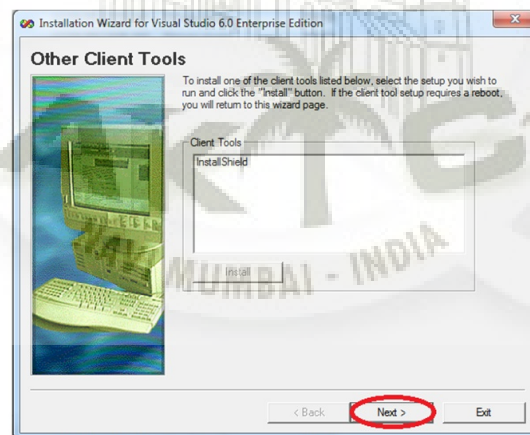 Installation Wizard for Visual Studio 6.0 Enterprise Edition
Other Client Tools
To install one of the client tools listed below, select the setup you wish to
run and click the "Install" button. If the client tool setup requires a reboot,
you will return to this wizard page.
Client Tools
InstallShield
Install
MUMBAI - INDIA
< Back
Next >
Exit